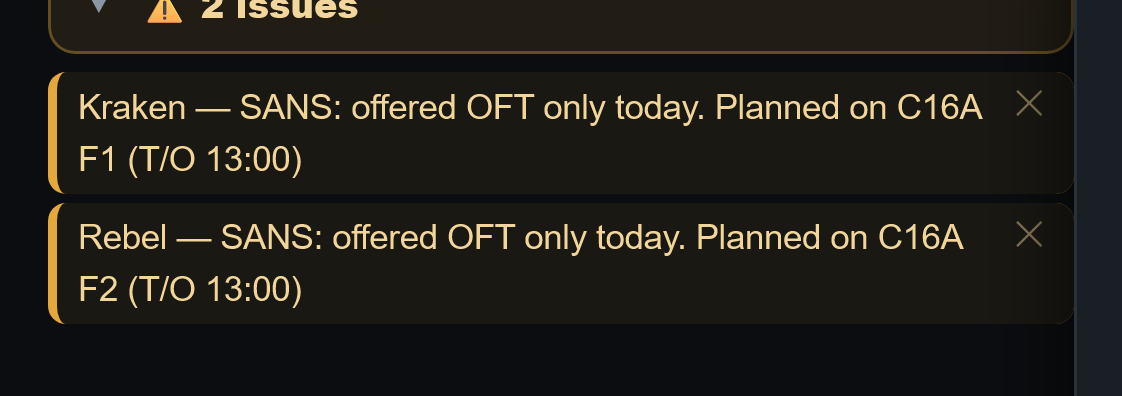 2 Issues
Kraken — SANS: offered OFT only today. Planned on C16A
F1 (T/O 13:00)
Rebel — SANS: offered OFT only today. Planned on C16A
F2 (T/O 13:00)